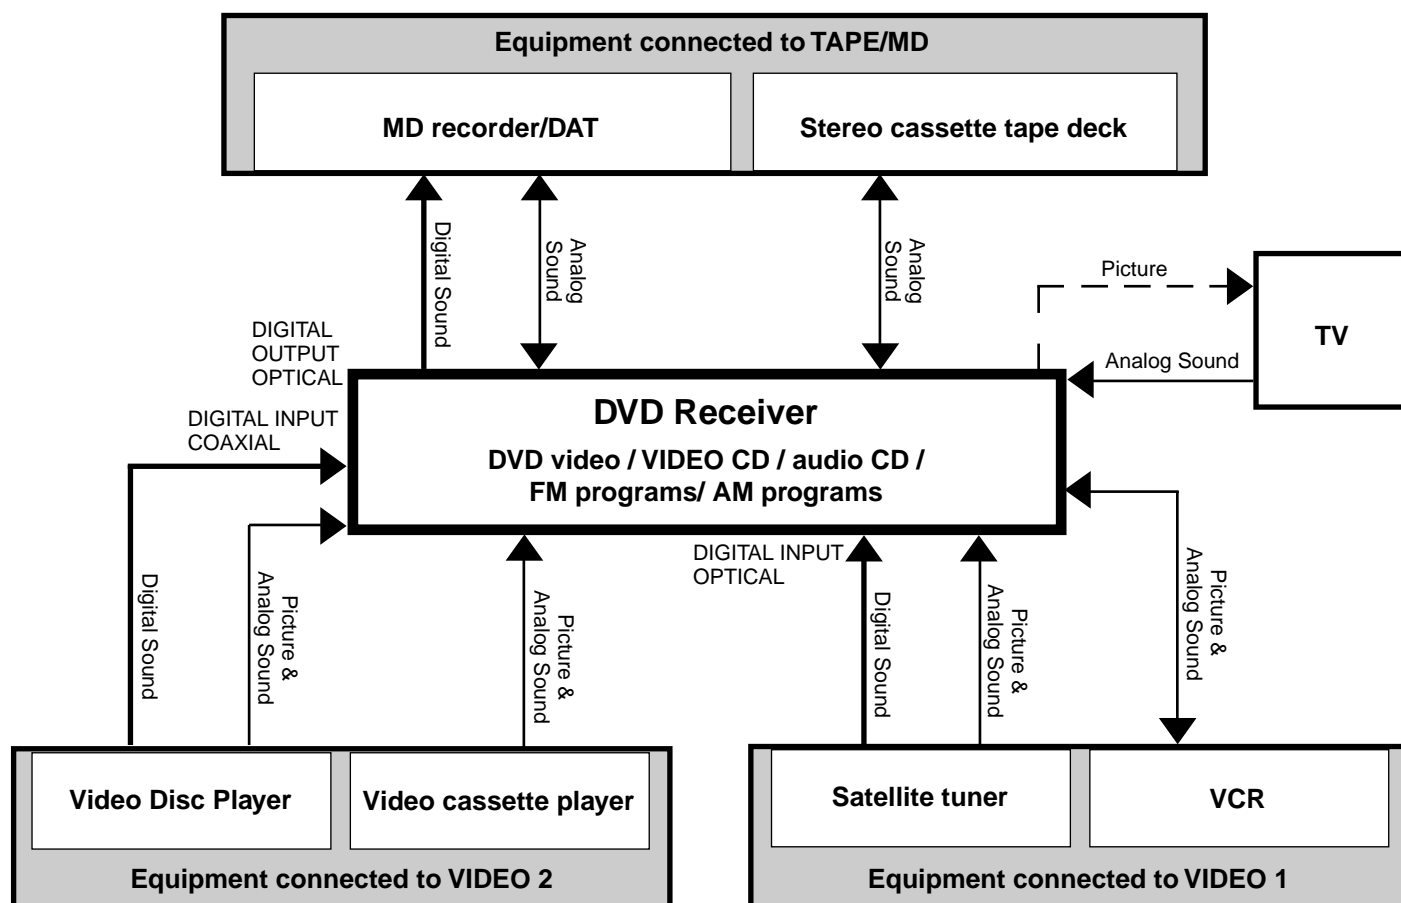 Equipment connected to TAPE/MD
MD recorder/DAT
Stereo cassette tape deck
Digital Sound
Analog
Sound
Analog
Sound
Picture
TV
Analog Sound
DIGITAL
OUTPUT
OPTICAL
DIGITAL INPUT
COAXIAL
DVD Receiver
DVD video / VIDEO CD / audio CD /
FM programs/ AM programs
DIGITAL INPUT
OPTICAL
Digital Sound
Picture &
Analog Sound
Picture &
Analog Sound
Digital Sound
Picture &
Analog Sound
Picture &
Analog Sound
Video Disc Player
Video cassette player
Equipment connected to VIDEO 2
Satellite tuner
VCR
Equipment connected to VIDEO 1